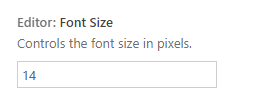 Editor: Font Size
Controls the font size in pixels.
14